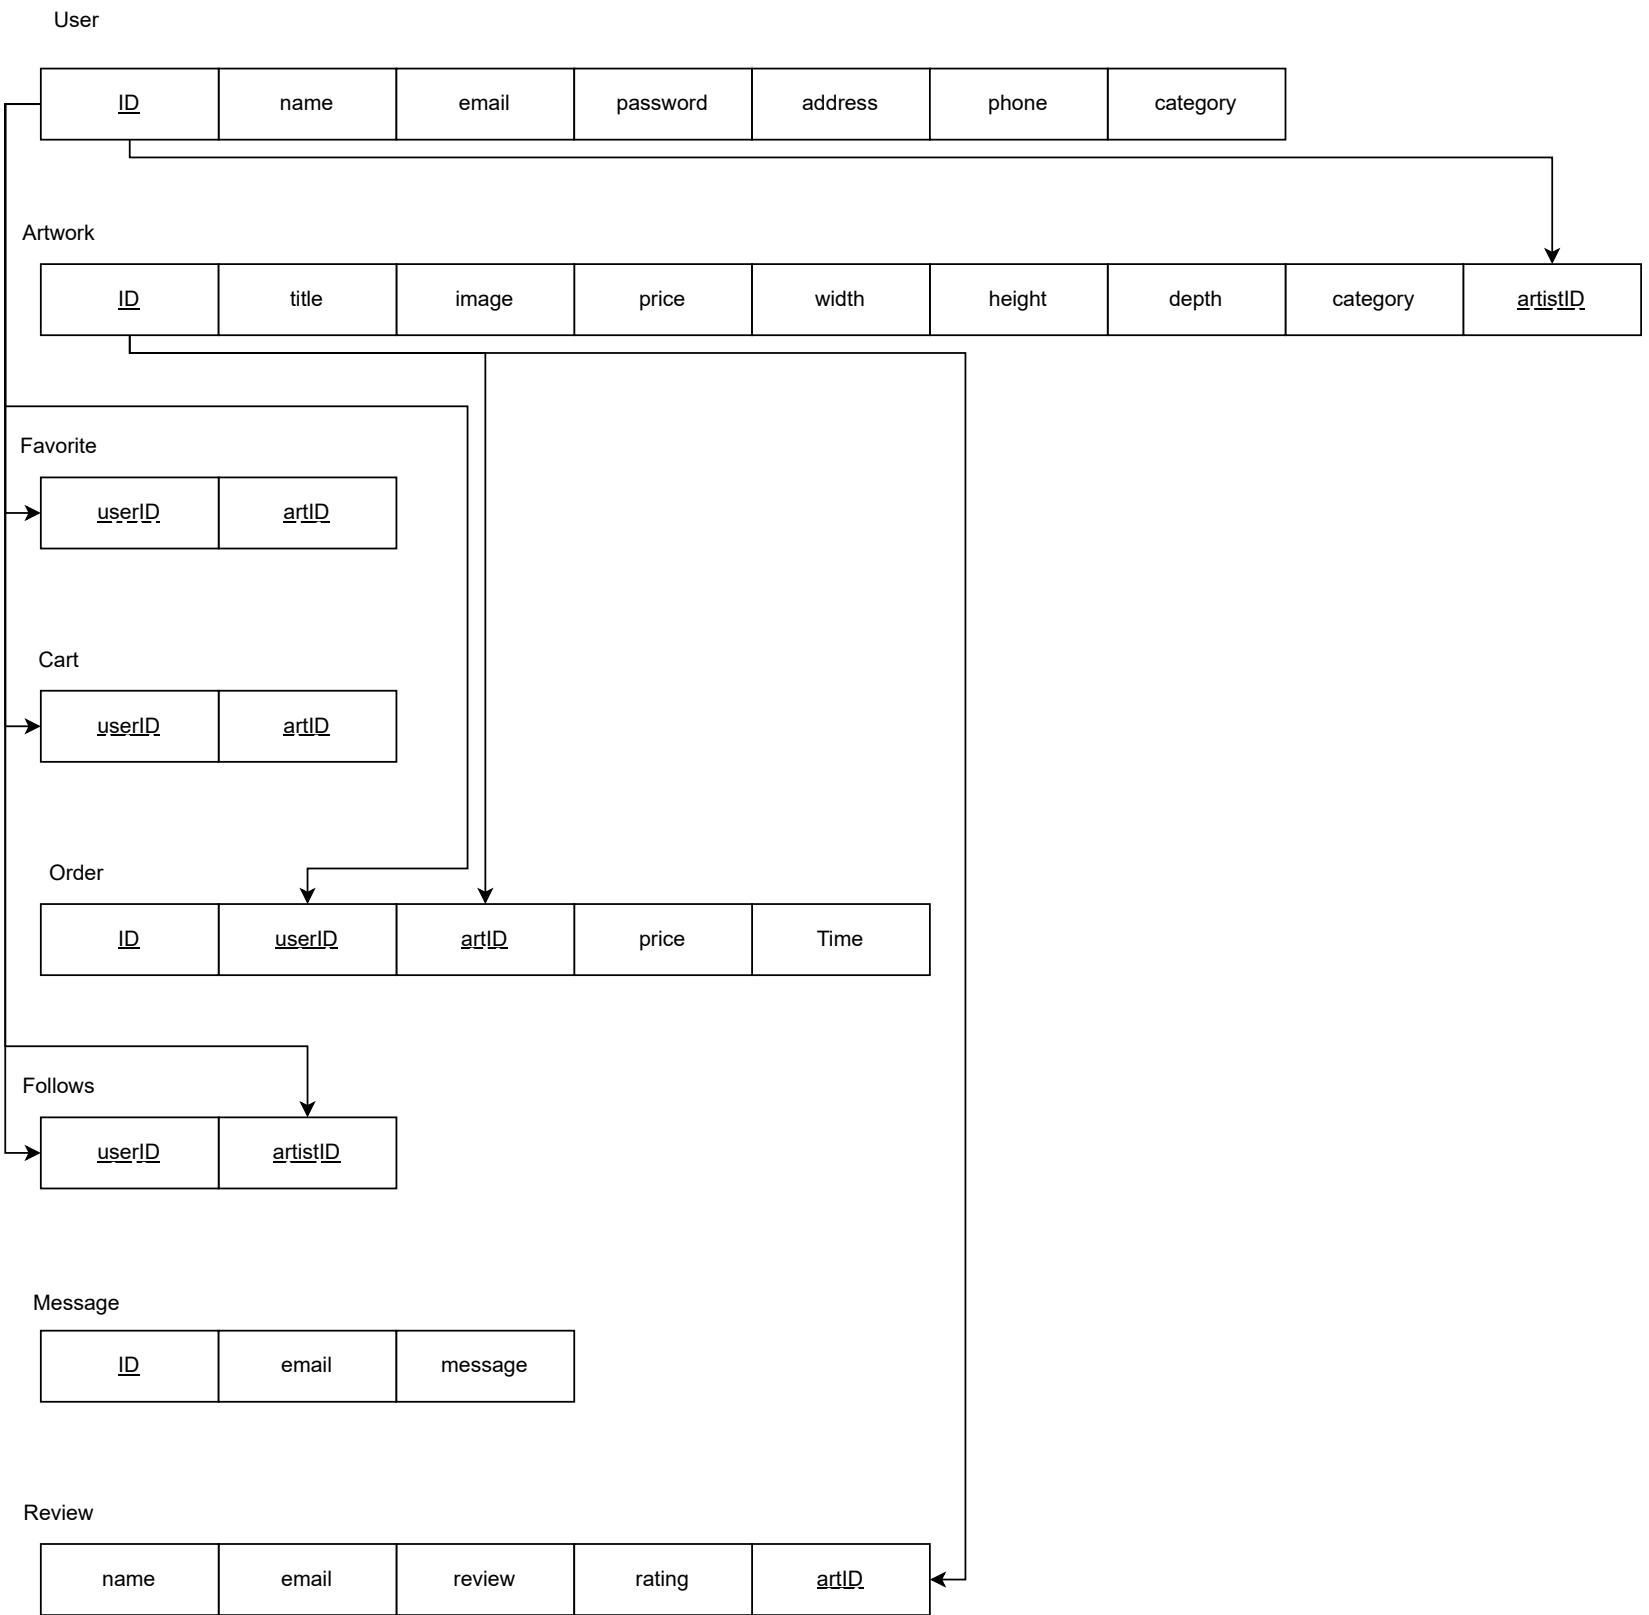 User
ID name email password address phone category
Artwork
ID title image price width height depth category artistID
Favorite
userID artID
Cart
userID artID
Order
ID userID artID price Time
Follows
userID artistID
Message
ID email message
Review
name email review rating artID